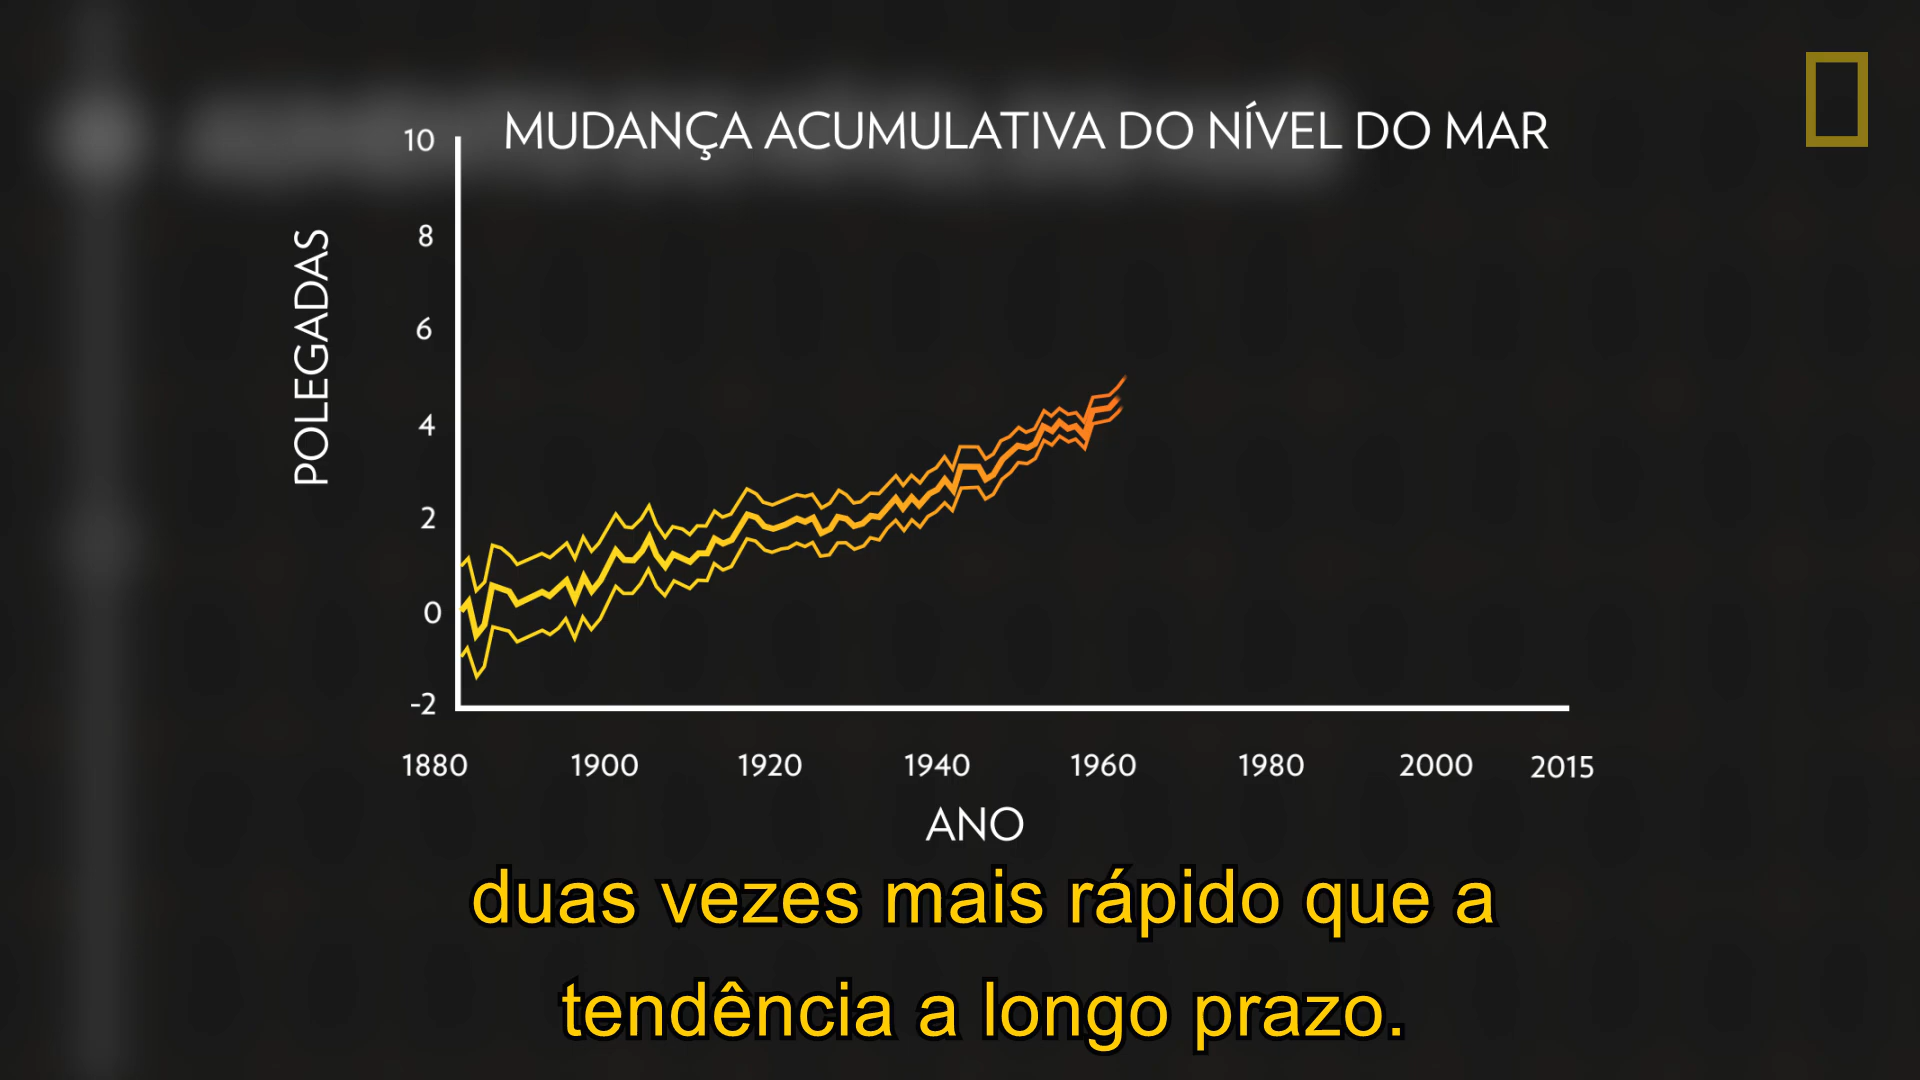 MUDANÇA ACUMULATIVA DO NÍVEL DO MAR
10
8
6
4
2
0
-2
POLEGADAS
1880 1900 1920 1940 1960 1980 2000 2015
ANO
duas vezes mais rápido que a
tendência a longo prazo.